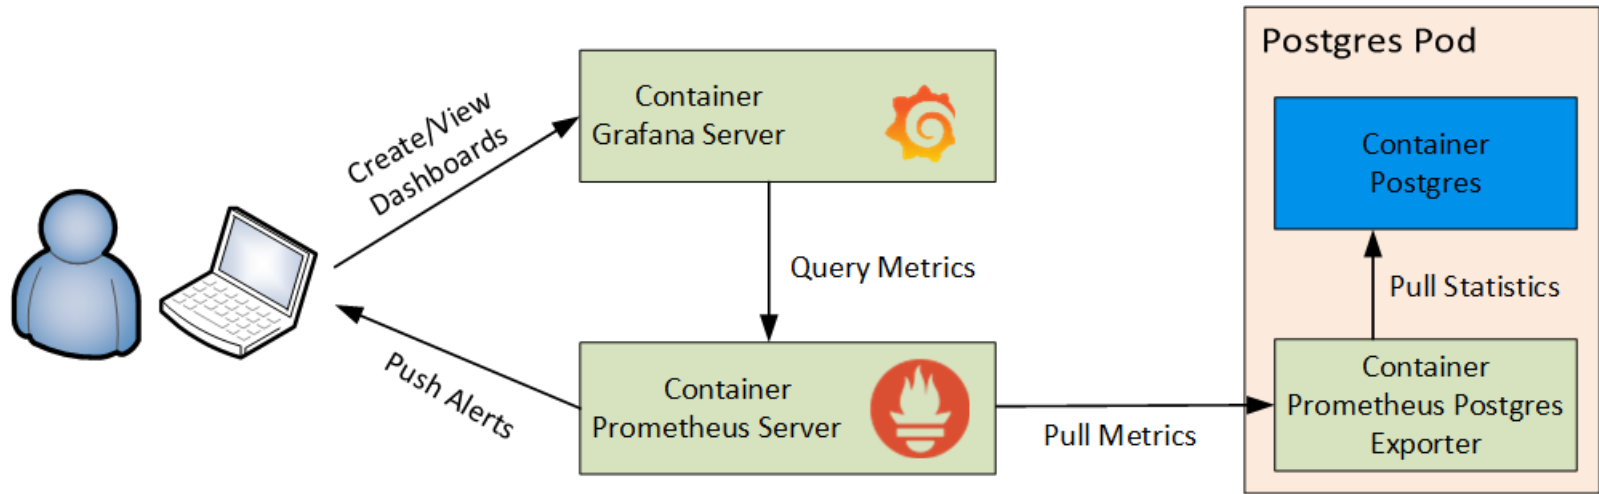 Postgres Pod
Container
Grafana Server
Create/View
Dashboards
Container
Postgres
Query Metrics
Pull Statistics
Push Alerts
Container
Prometheus Server
Pull Metrics
Container
Prometheus Postgres
Exporter